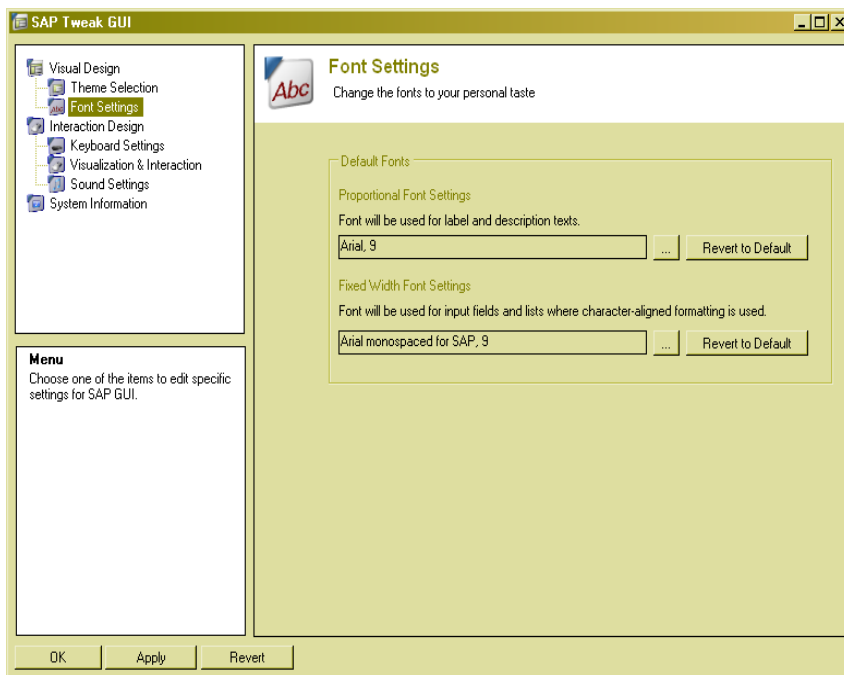 SAP Tweak GUI
Visual Design
Theme Selection
Font Settings
Interaction Design
Keyboard Settings
Visualization & Interaction
Sound Settings
System Information
Menu
Choose one of the items to edit specific
settings for SAP GUI.
Abc
Font Settings
Change the fonts to your personal taste
Default Fonts
Proportional Font Settings
Font will be used for label and description texts.
Arial, 9
... Revert to Default
Fixed Width Font Settings
Font will be used for input fields and lists where character-aligned formatting is used.
Arial monospaced for SAP, 9
... Revert to Default
OK Apply Revert